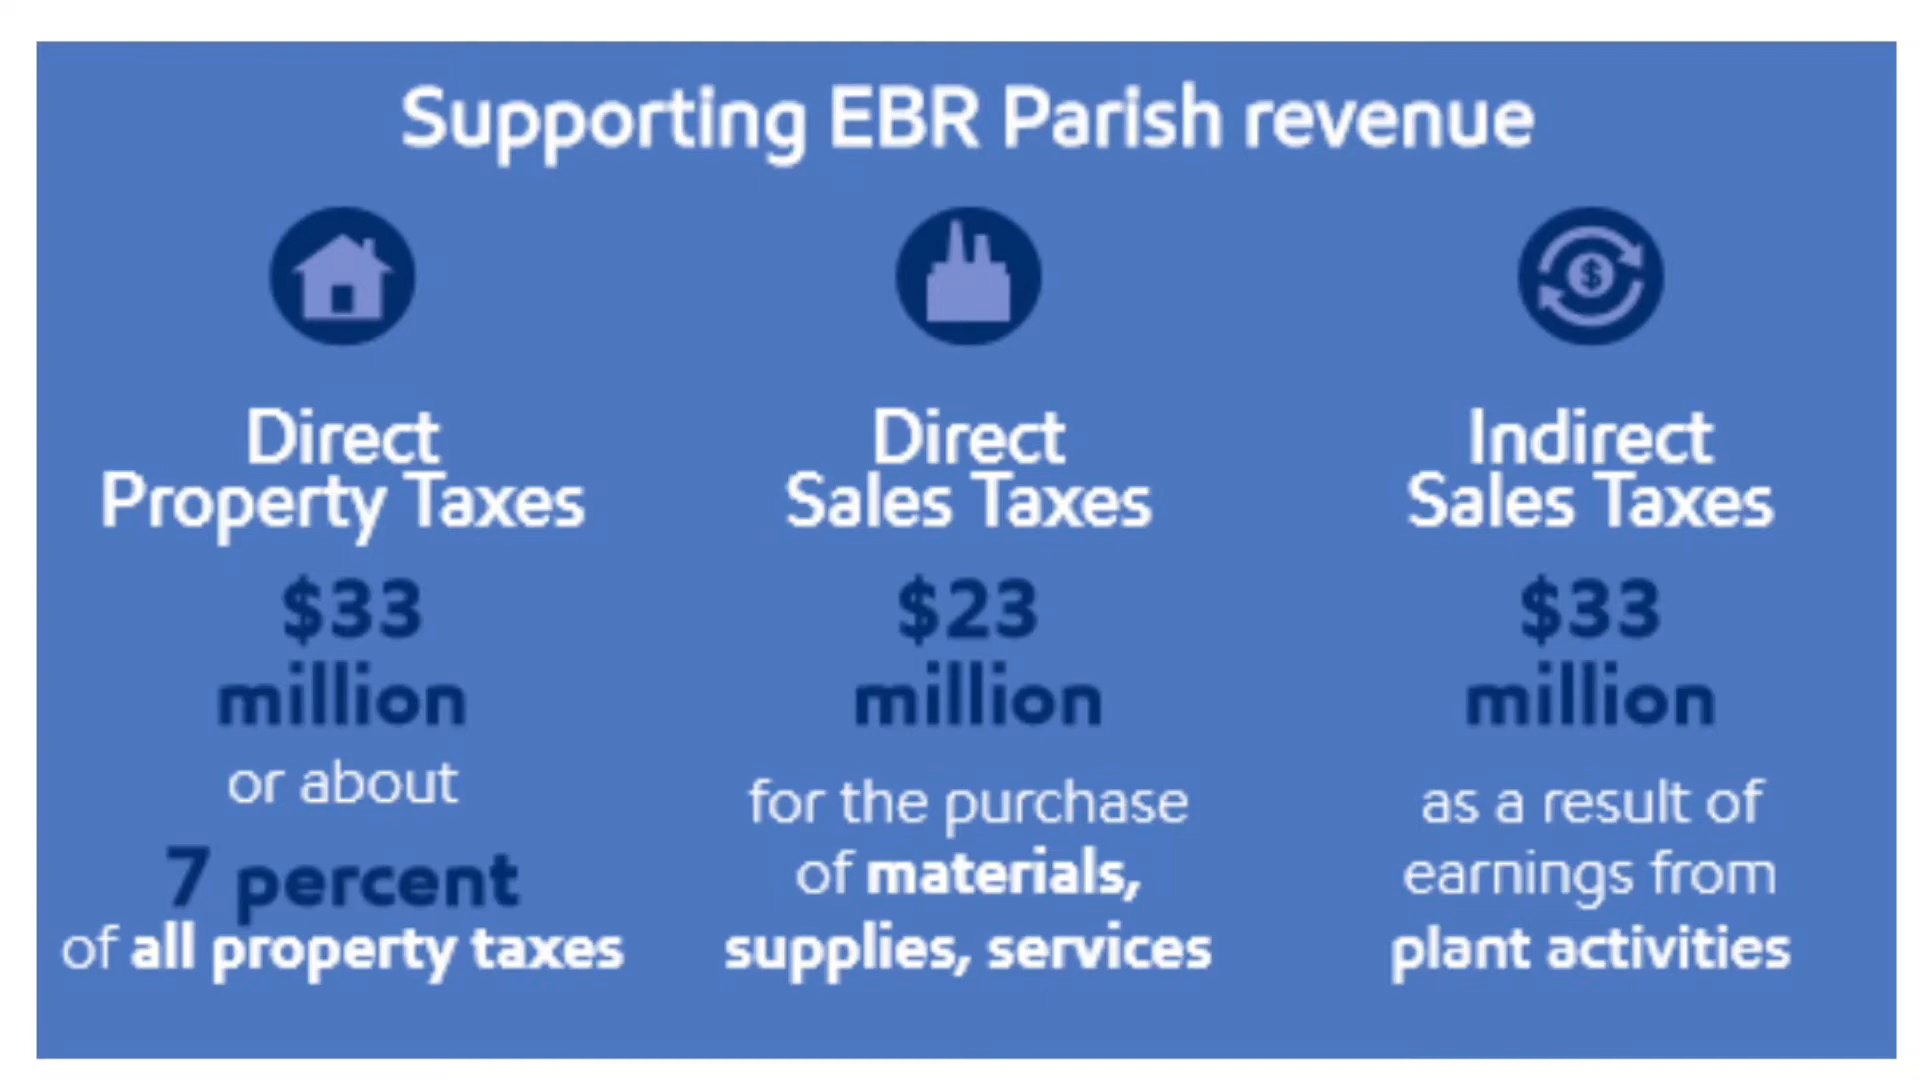 Supporting EBR Parish revenue
$
Direct
Property Taxes
$33
million
or about
7 percent
of all property taxes
Direct
Sales Taxes
$23
million
for the purchase
of materials,
supplies, services
Indirect
Sales Taxes
$33
million
as a result of
earnings from
plant activities